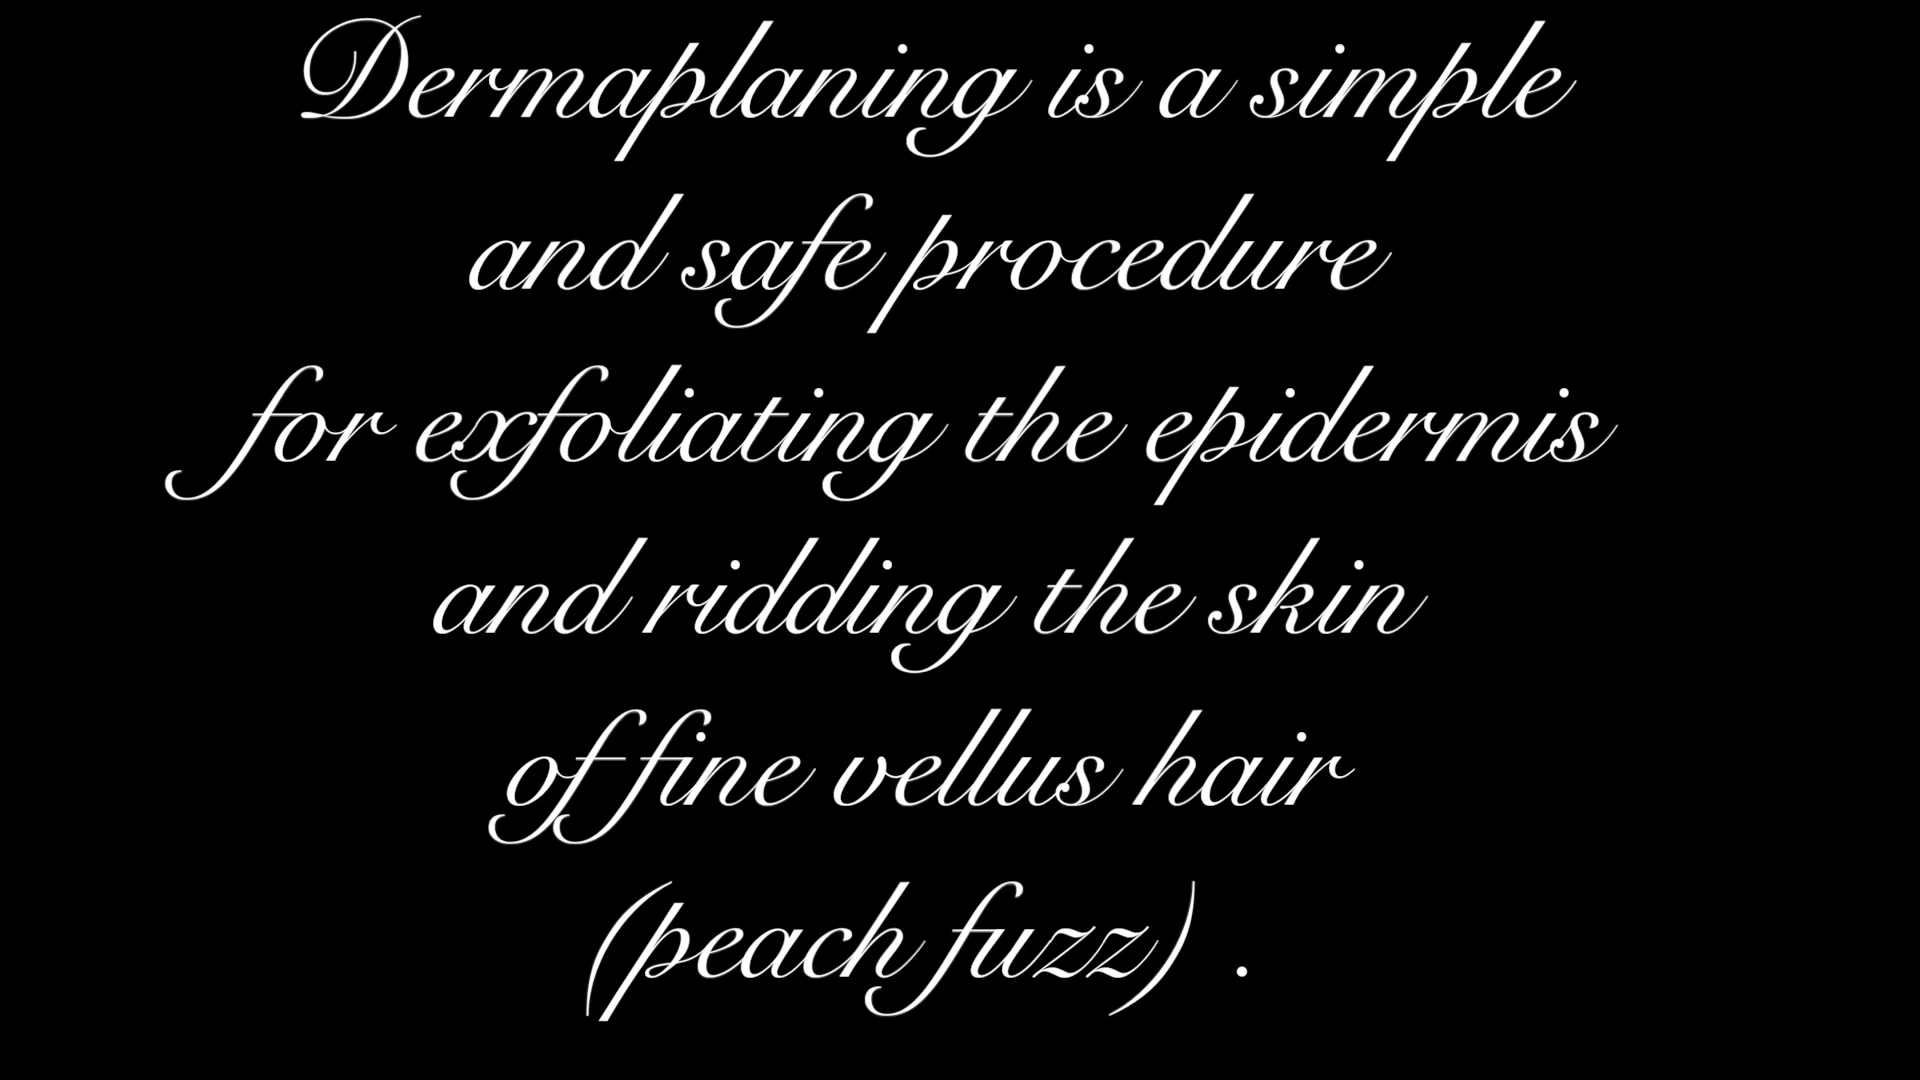 Dermaplaning is a simple
and safe procedure
for exfoliating the epidermis
and ridding the skin
of fine vellus hair
(peach fuzz) .